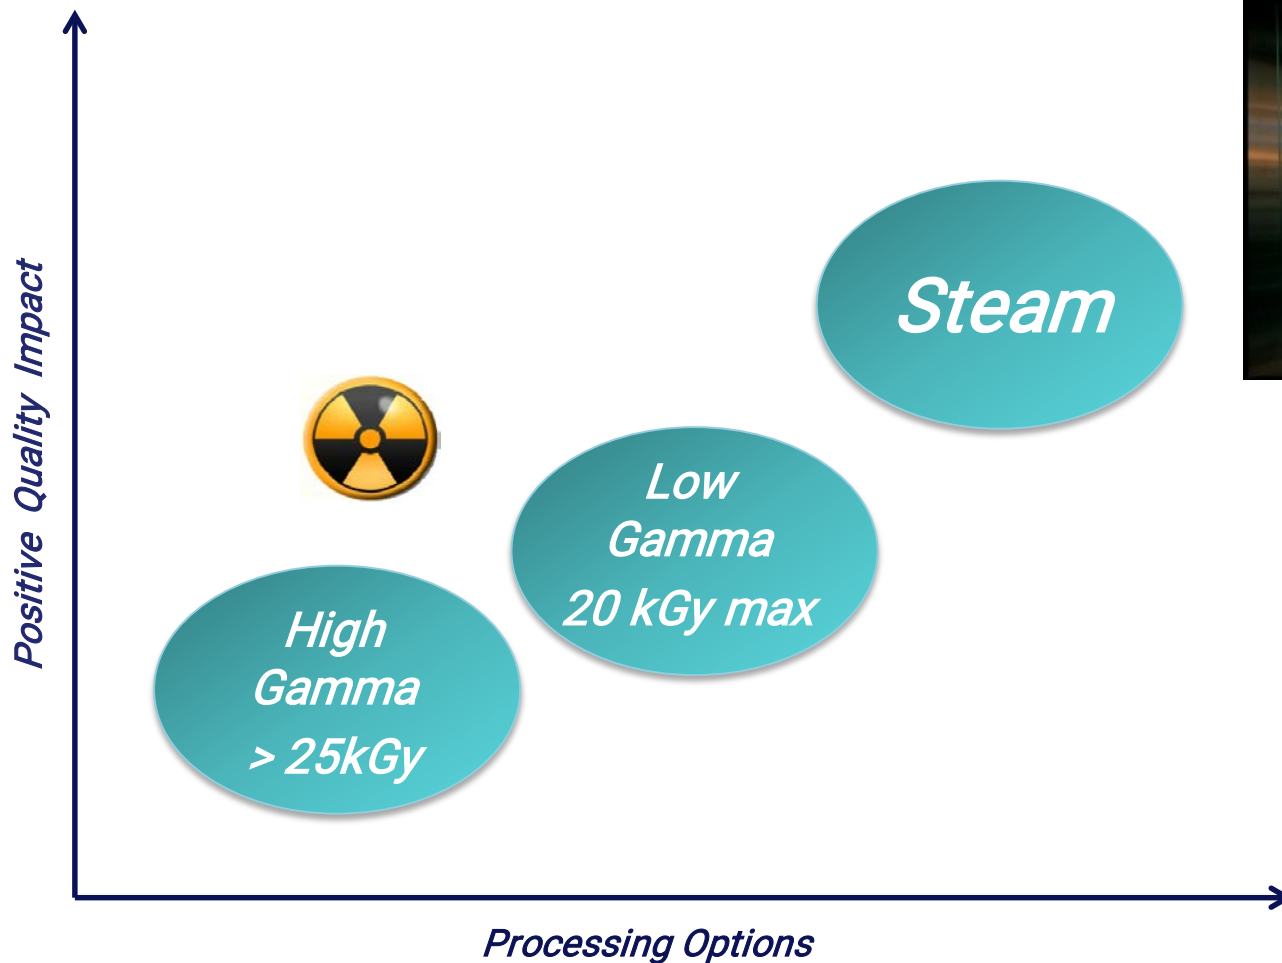 Positive Quality Impact
Steam
Low
Gamma
20 kGy max
High
Gamma
> 25kGy
Processing Options